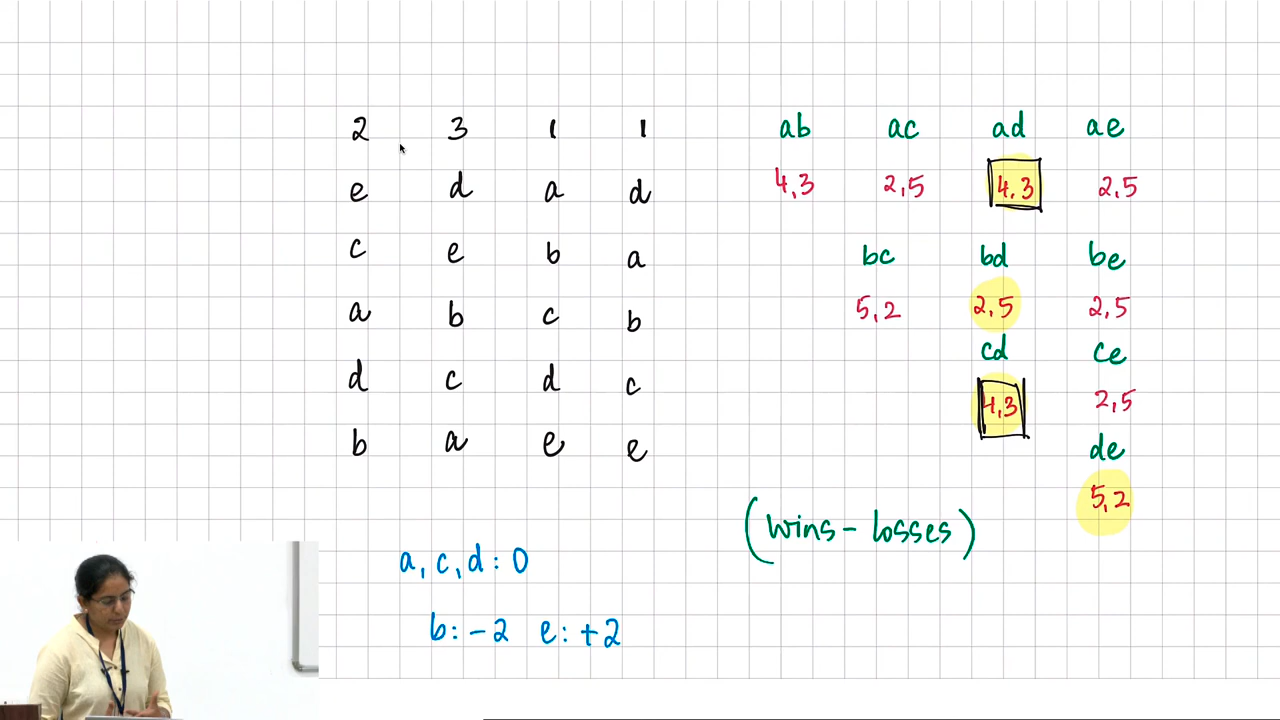 2 3 1 1
e d a d
c e b a
a b c b
d c d c
b a e e
ab ac ad ae
4,3 2,5 4,3 2,5
bc bd be
5,2 2,5 2,5
cd ce
4,3 2,5
de
5,2
(wins - losses)
a, c, d: 0
b: -2 e: +2